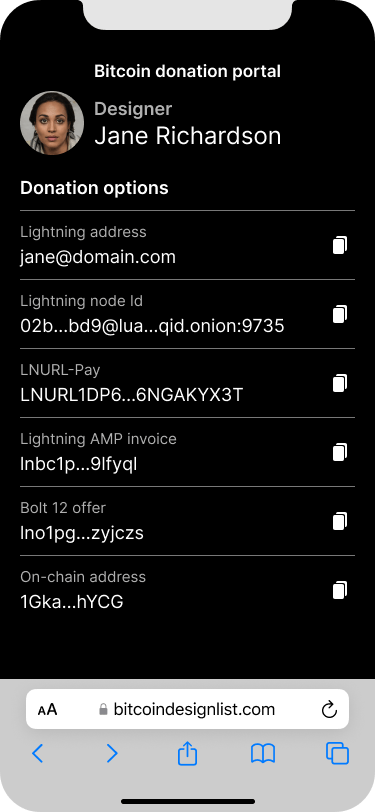 Bitcoin donation portal
Designer
Jane Richardson
Donation options
Lightning address
jane@domain.com
Lightning node Id
02b...bd9@lua...qid.onion:9735
LNURL-Pay
LNURL1DP6...6NGAKYX3T
Lightning AMP invoice
lnbc1p...9lfyql
Bolt 12 offer
lno1pg...zyjczs
On-chain address
1Gka...hYCG
AA bitcoindesignlist.com